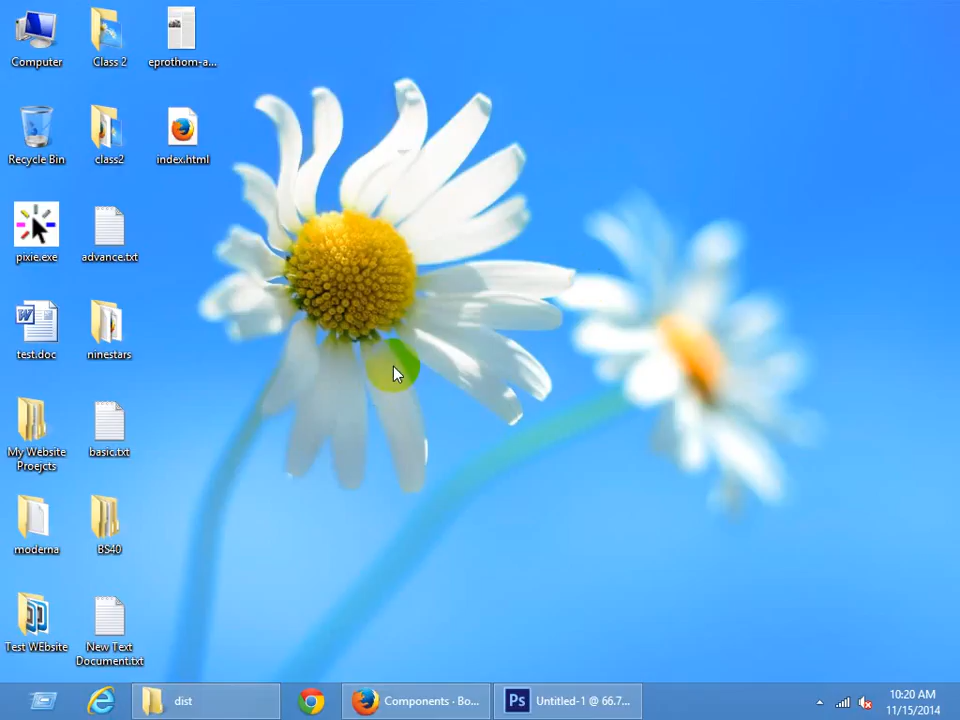 Computer
Class 2
eprothom-a...
Recycle Bin
class2
index.html
pixie.exe
advance.txt
W
test.doc
ninestars
My Website
Proejcts
basic.txt
moderna
BS40
Test WEbsite
New Text
Document.txt
dist
Components - Bo...
Ps
Untitled-1 @ 66.7...
10:20 AM
11/15/2014